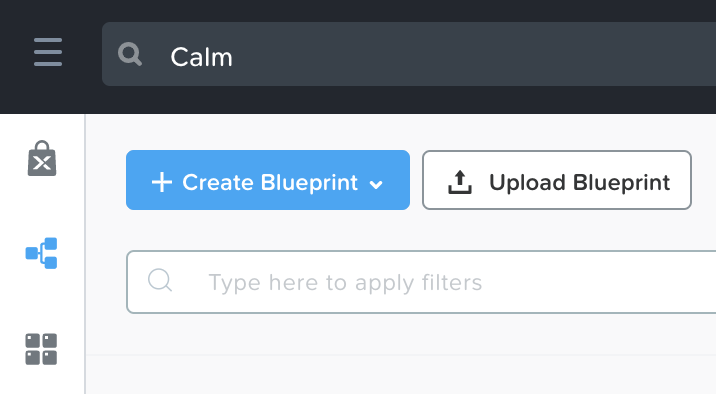 Calm
Create Blueprint
Upload Blueprint
Type here to apply filters